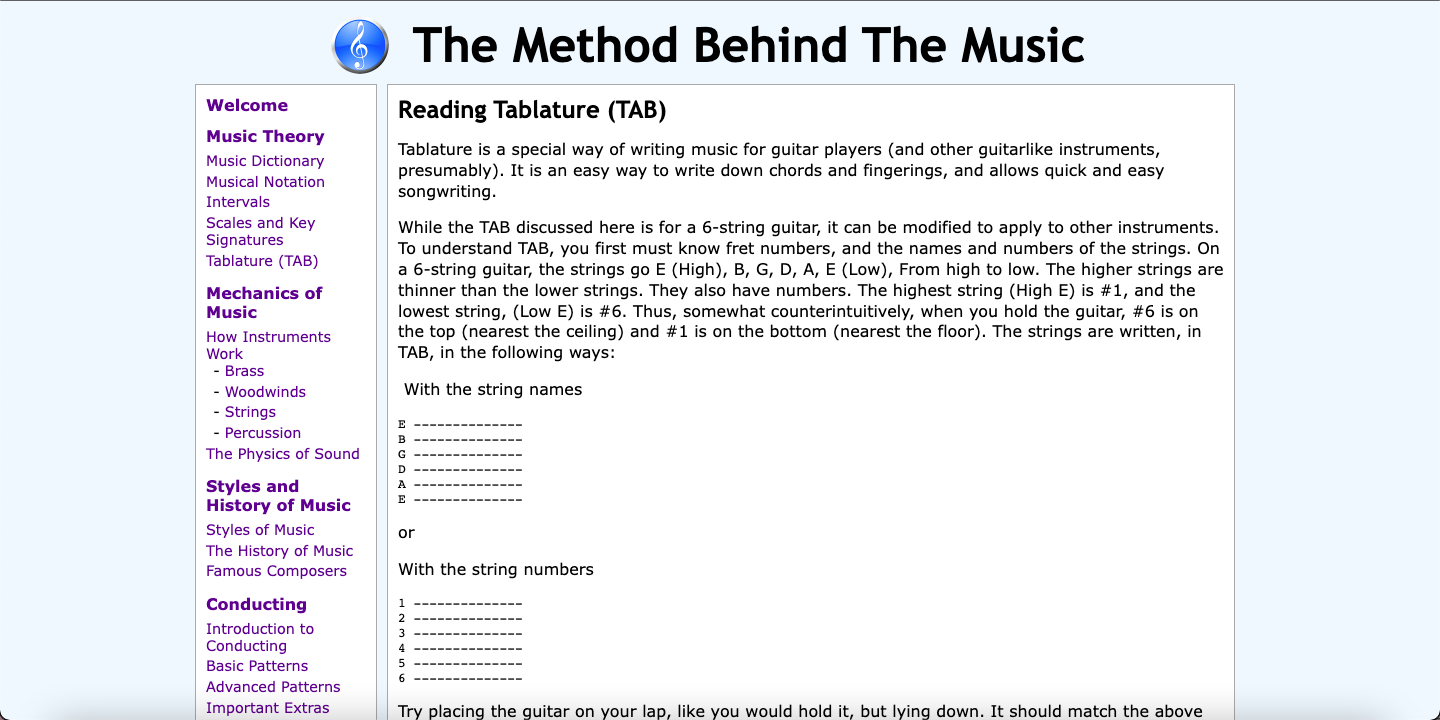 The Method Behind The Music
Welcome
Music Theory
Music Dictionary
Musical Notation
Intervals
Scales and Key
Signatures
Tablature (TAB)
Mechanics of
Music
How Instruments
Work
- Brass
- Woodwinds
- Strings
- Percussion
The Physics of Sound
Styles and
History of Music
Styles of Music
The History of Music
Famous Composers
Conducting
Introduction to
Conducting
Basic Patterns
Advanced Patterns
Important Extras
Reading Tablature (TAB)
Tablature is a special way of writing music for guitar players (and other guitarlike instruments,
presumably). It is an easy way to write down chords and fingerings, and allows quick and easy
songwriting.
While the TAB discussed here is for a 6-string guitar, it can be modified to apply to other instruments.
To understand TAB, you first must know fret numbers, and the names and numbers of the strings. On
a 6-string guitar, the strings go E (High), B, G, D, A, E (Low), From high to low. The higher strings are
thinner than the lower strings. They also have numbers. The highest string (High E) is #1, and the
lowest string, (Low E) is #6. Thus, somewhat counterintuitively, when you hold the guitar, #6 is on
the top (nearest the ceiling) and #1 is on the bottom (nearest the floor). The strings are written, in
TAB, in the following ways:
With the string names
E --------------
B --------------
G --------------
D --------------
A --------------
E --------------
or
With the string numbers
1 --------------
2 --------------
3 --------------
4 --------------
5 --------------
6 --------------
Try placing the guitar on your lap, like you would hold it, but lying down. It should match the above